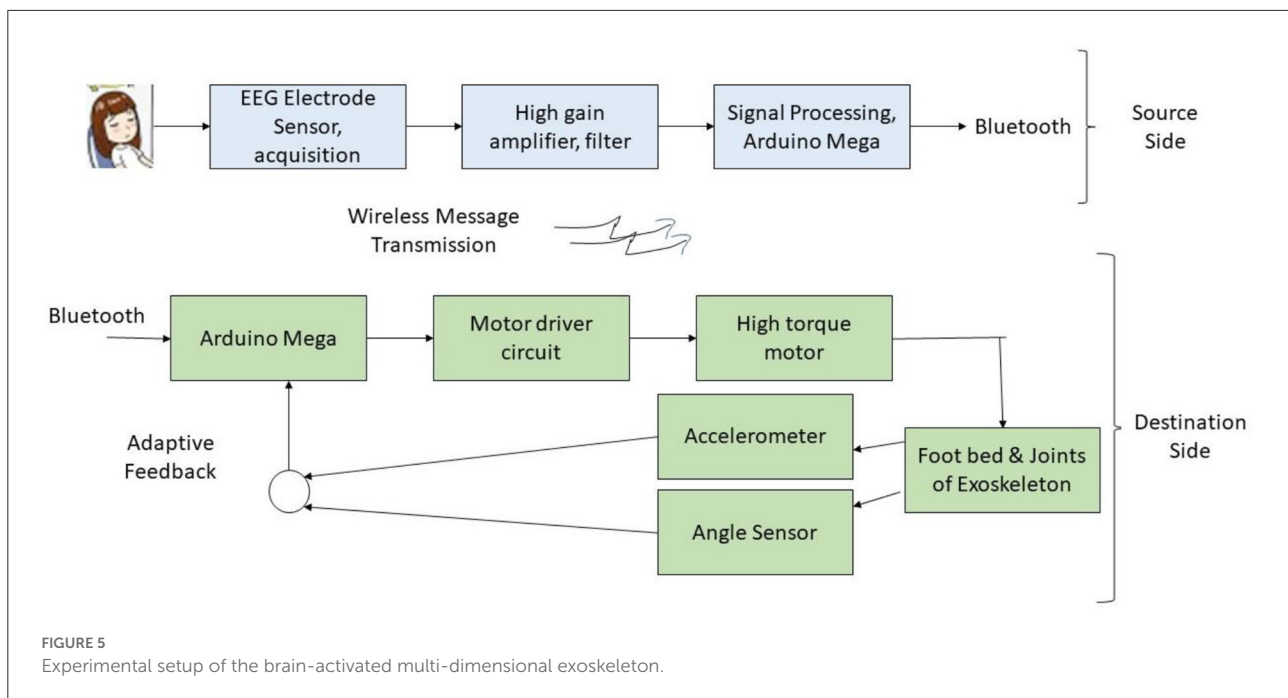 EEG Electrode
Sensor,
acquisition
High gain
amplifier, filter
Signal Processing,
Arduino Mega
Bluetooth
Source
Side
Wireless Message
Transmission
Bluetooth
Arduino Mega
Motor driver
circuit
High torque
motor
Adaptive
Feedback
Accelerometer
Angle Sensor
Foot bed & Joints
of Exoskeleton
Destination
Side
FIGURE 5
Experimental setup of the brain-activated multi-dimensional exoskeleton.